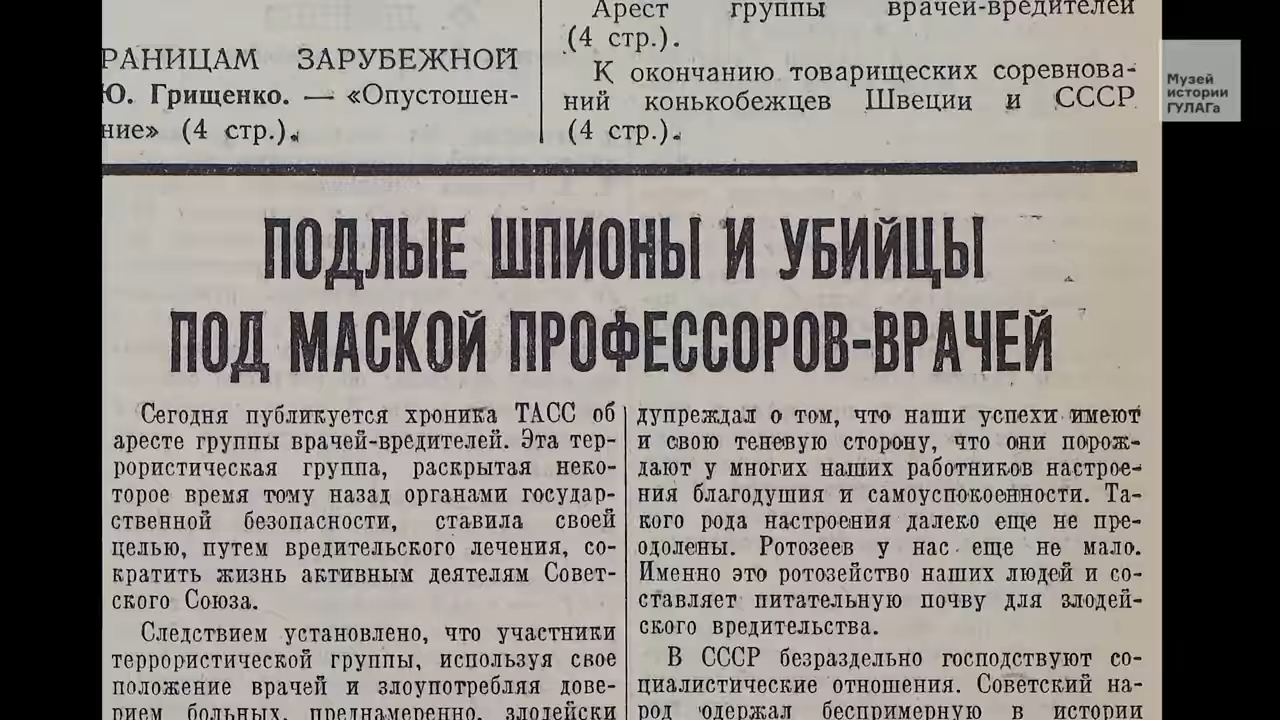 РАНИЦАМ ЗАРУБЕЖНОЙ
Ю. Грищенко. — «Опустошен-
ние» (4 стр.).
Арест группы врачей-вредителей
(4 стр.).
К окончанию товарищеских соревнова-
ний конькобежцев Швеции и СССР
(4 стр.).
Музей
истории
ГУЛАГа
ПОДЛЫЕ ШПИОНЫ И УБИЙЦЫ
ПОД МАСКОЙ ПРОФЕССОРОВ-ВРАЧЕЙ
Сегодня публикуется хроника ТАСС об
аресте группы врачей-вредителей. Эта тер-
рористическая группа, раскрытая неко-
торое время тому назад органами государ-
ственной безопасности, ставила своей
целью, путем вредительского лечения, со-
кратить жизнь активным деятелям Совет-
ского Союза.
Следствием установлено, что участники
террористической группы, используя свое
положение врачей и злоупотребляя дове-
рием больных, преднамеренно, злодейски
дупреждал о том, что наши успехи имеют
и свою теневую сторону, что они порож-
дают у многих наших работников настрое-
ния благодушия и самоуспокоенности. Та-
кого рода настроения далеко еще не пре-
одолены. Ротозеев у нас еще не мало.
Именно это ротозейство наших людей и со-
ставляет питательную почву для злодей-
ского вредительства.
В СССР безраздельно господствуют со-
циалистические отношения. Советский на-
род одержал беспримерную в истории